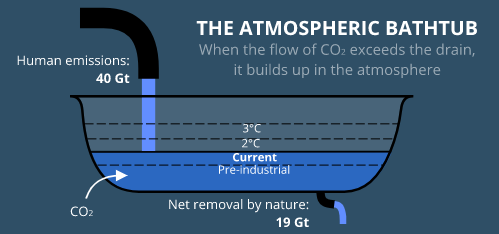 THE ATMOSPHERIC BATHTUB
When the flow of CO₂ exceeds the drain,
it builds up in the atmosphere
Human emissions:
40 Gt
3°C
2°C
Current
Pre-industrial
CO₂
Net removal by nature:
19 Gt